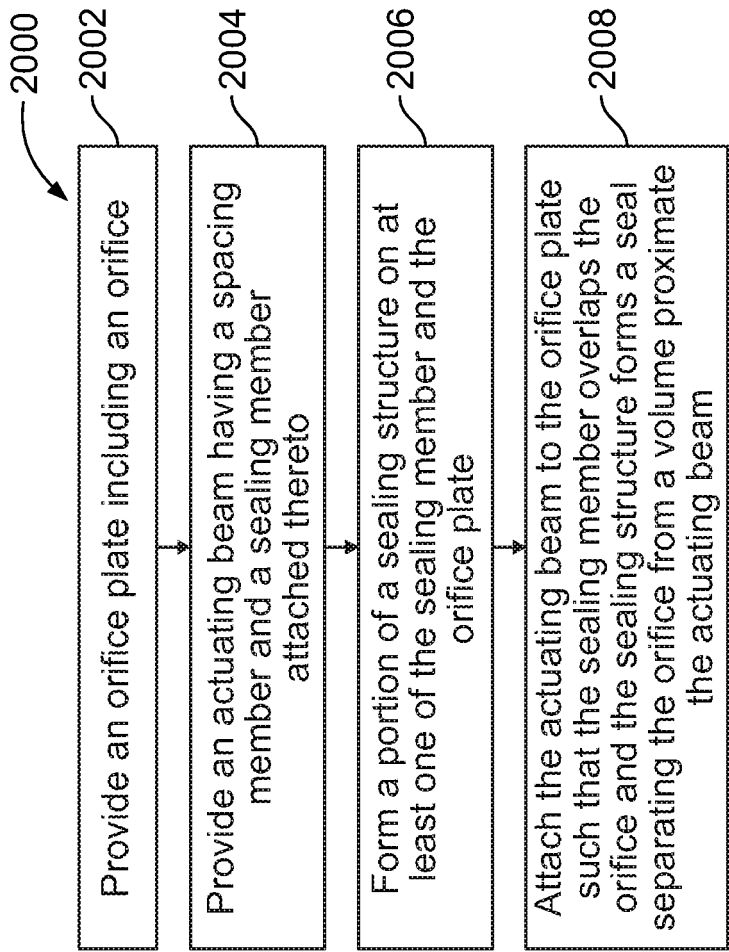 2000
Provide an orifice plate including an orifice
2002
Provide an actuating beam having a spacing
member and a sealing member
attached thereto
2004
Form a portion of a sealing structure on at
least one of the sealing member and the
orifice plate
2006
Attach the actuating beam to the orifice plate
such that the sealing member overlaps the
orifice and the sealing structure forms a seal
separating the orifice from a volume proximate
the actuating beam
2008